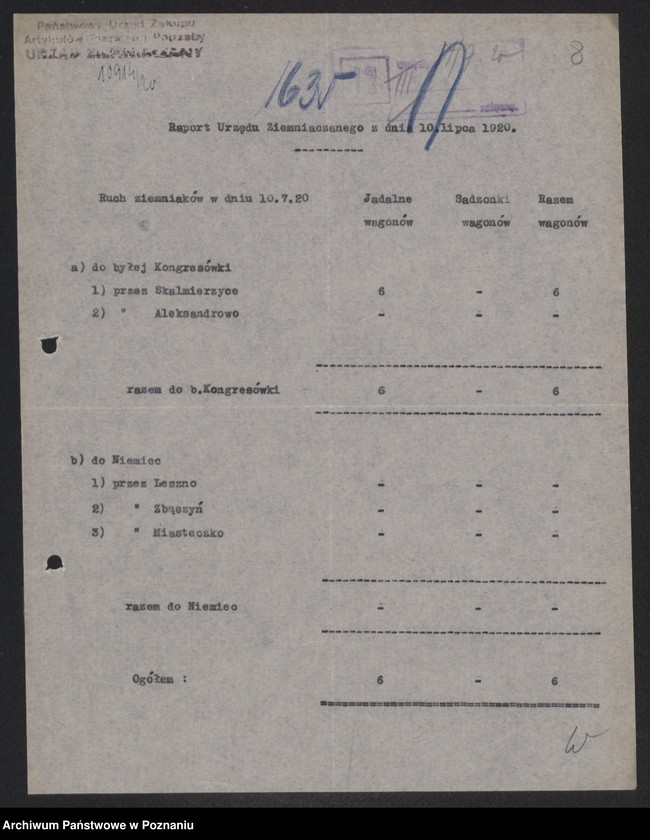 Państwowy Urząd Zakupu
Artykułów Pierwszej Potrzeby
URZĄD ZIEMNIACZANY
10914/20
8
1635
Raport Urzędu Ziemniaczanego z dnia 10.lipca 1920.
Ruch ziemniaków w dniu 10.7.20 Jadalne Sadzonki Razem
wagonów wagonów wagonów
a) do byłej Kongresówki
1) przez Skalmierzyce 6 - 6
2) " Aleksandrowo - - -
razem do b.Kongresówki 6 - 6
b) do Niemiec
1) przez Leszno - - -
2) " Zbąszyń - - -
3) " Miasteczko - - -
razem do Niemiec - - -
Ogółem : 6 - 6
Archiwum Państwowe w Poznaniu